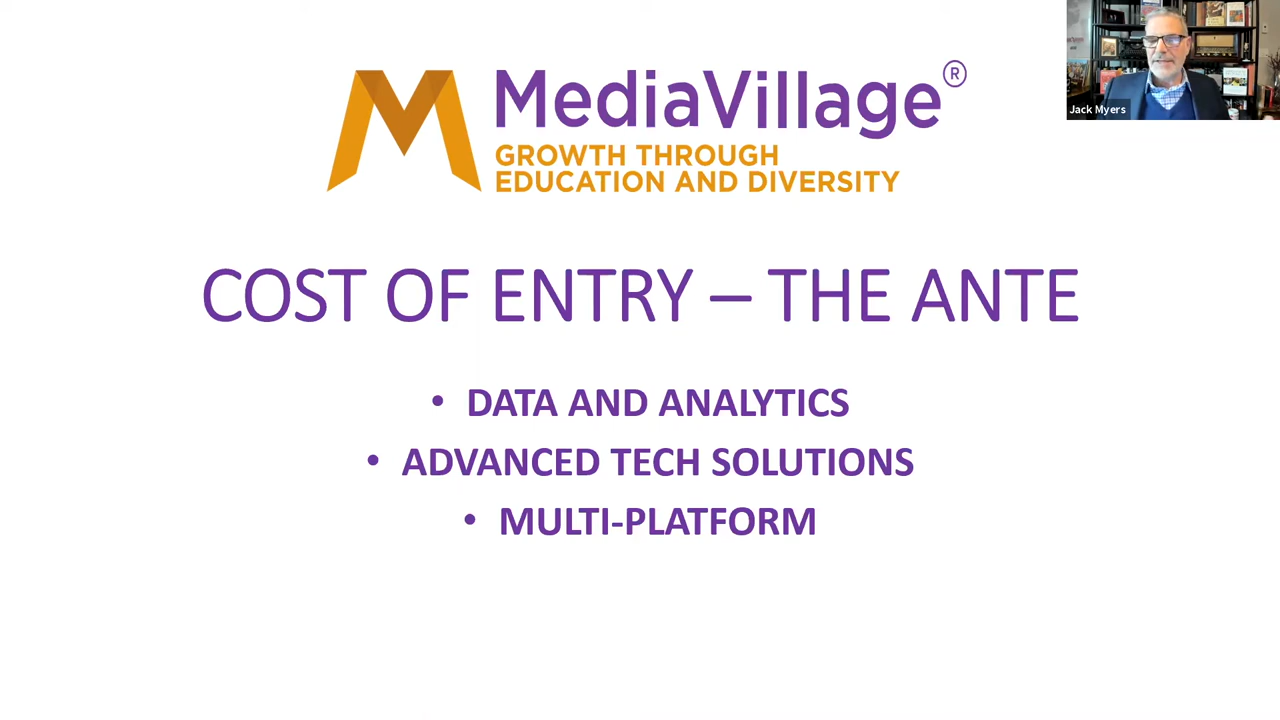 MediaVillage®
GROWTH THROUGH
EDUCATION AND DIVERSITY
Jack Myers
COST OF ENTRY – THE ANTE
• DATA AND ANALYTICS
• ADVANCED TECH SOLUTIONS
• MULTI-PLATFORM